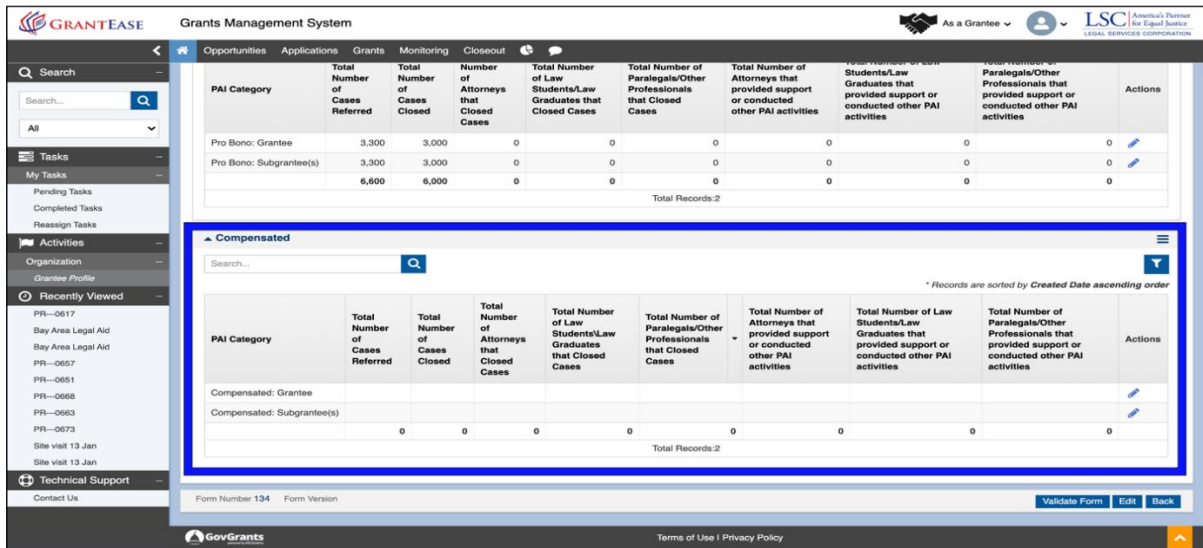 GRANTEASE
Grants Management System
As a Grantee
LSC America's Partner for Equal Justice
LEGAL SERVICES CORPORATION
Opportunities Applications Grants Monitoring Closeout
Search
Search...
All
Tasks
My Tasks
Pending Tasks
Completed Tasks
Reassign Tasks
Activities
Organization
Grantee Profile
Recently Viewed
PR---0617
Bay Area Legal Aid
Bay Area Legal Aid
PR---0657
PR---0651
PR---0668
PR---0663
PR---0673
Site visit 13 Jan
Site visit 13 Jan
Technical Support
Contact Us
PAI Category
Total
Number
of
Cases
Referred
Total
Number
of
Cases
Closed
Number
of
Attorneys
that
Closed
Cases
Total Number
of Law
Students/Law
Graduates that
Closed Cases
Total Number of
Paralegals/Other
Professionals
that Closed
Cases
Total Number of
Attorneys that
provided support
or conducted
other PAI activities
Total Number of Law
Students/Law
Graduates that
provided support or
conducted other PAI
activities
Total Number of
Paralegals/Other
Professionals that
provided support or
conducted other PAI
activities
Actions
Pro Bono: Grantee 3,300 3,000 0 0 0 0 0 0
Pro Bono: Subgrantee(s) 3,300 3,000 0 0 0 0 0 0
6,600 6,000 0 0 0 0 0 0
Total Records:2
Compensated
Search...
* Records are sorted by Created Date ascending order
PAI Category
Total
Number
of
Cases
Referred
Total
Number
of
Cases
Closed
Total
Number
of
Attorneys
that
Closed
Cases
Total Number
of Law
Students\Law
Graduates
that Closed
Cases
Total Number of
Paralegals/Other
Professionals
that Closed
Cases
Total Number of
Attorneys that
provided support
or conducted
other PAI
activities
Total Number of Law
Students/Law
Graduates that
provided support or
conducted other PAI
activities
Total Number of
Paralegals/Other
Professionals that
provided support or
conducted other PAI
activities
Actions
Compensated: Grantee
Compensated: Subgrantee(s)
0 0 0 0 0 0 0 0
Total Records:2
Form Number 134 Form Version
Validate Form Edit Back
GovGrants
Terms of Use | Privacy Policy